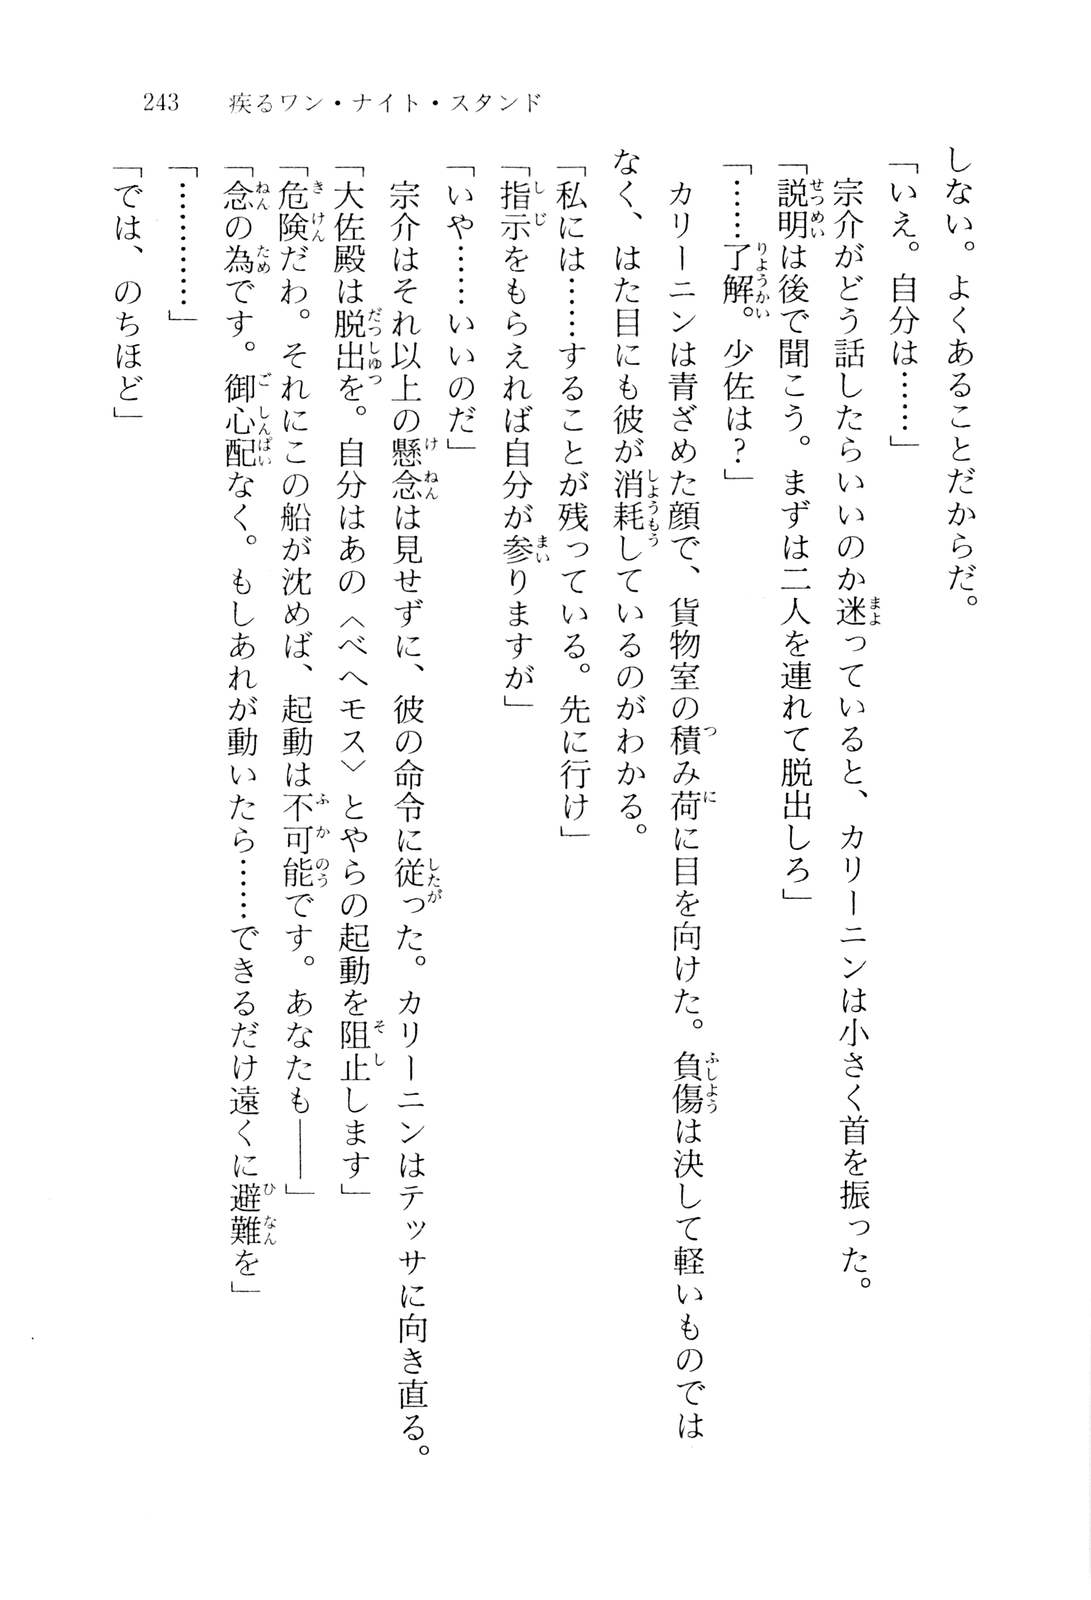 243　疾るワン・ナイト・スタンド
しない。よくあることだからだ。
「いえ。自分は……」
　宗介がどう話したらいいのか迷っていると、カリーニンは小さく首を振った。
「説明は後で聞こう。まずは二人を連れて脱出しろ」
「……了解。少佐は？」
　カリーニンは青ざめた顔で、貨物室の積み荷に目を向けた。負傷は決して軽いものでは
なく、はた目にも彼が消耗しているのがわかる。
「私には……することが残っている。先に行け」
「指示をもらえれば自分が参りますが」
「いや……いいのだ」
　宗介はそれ以上の懸念は見せずに、彼の命令に従った。カリーニンはテッサに向き直る。
「大佐殿は脱出を。自分はあの〈ベヘモス〉とやらの起動を阻止します」
「危険だわ。それにこの船が沈めば、起動は不可能です。あなたも――」
「念の為です。御心配なく。もしあれが動いたら……できるだけ遠くに避難を」
「…………」
「では、のちほど」